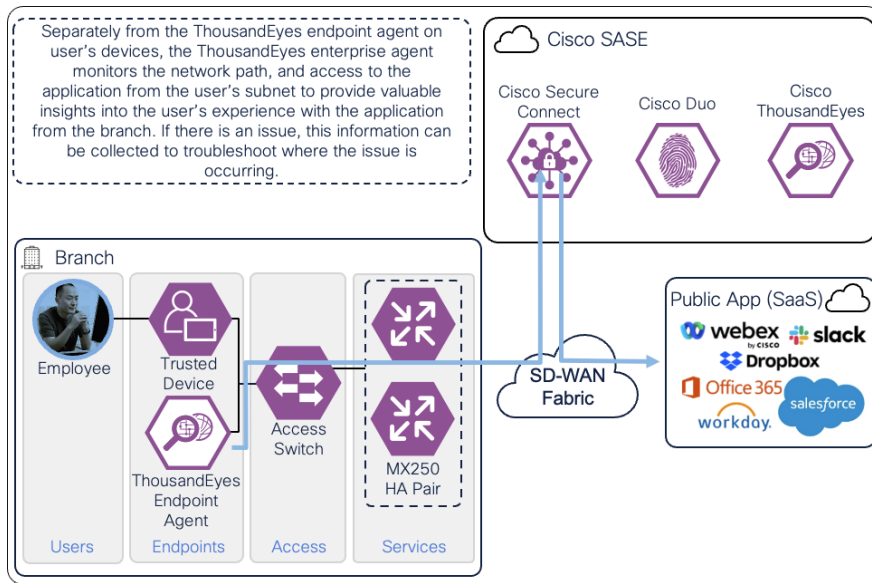 Separately from the ThousandEyes endpoint agent on
user's devices, the ThousandEyes enterprise agent
monitors the network path, and access to the
application from the user's subnet to provide valuable
insights into the user's experience with the application
from the branch. If there is an issue, this information can
be collected to troubleshoot where the issue is
occurring.
Cisco SASE
Cisco Secure
Connect
Cisco Duo
Cisco
ThousandEyes
Branch
Employee
Trusted
Device
ThousandEyes
Endpoint
Agent
Access
Switch
MX250
HA Pair
Users
Endpoints
Access
Services
SD-WAN
Fabric
Public App (SaaS)
webex
by CISCO
slack
Dropbox
Office 365
salesforce
workday.